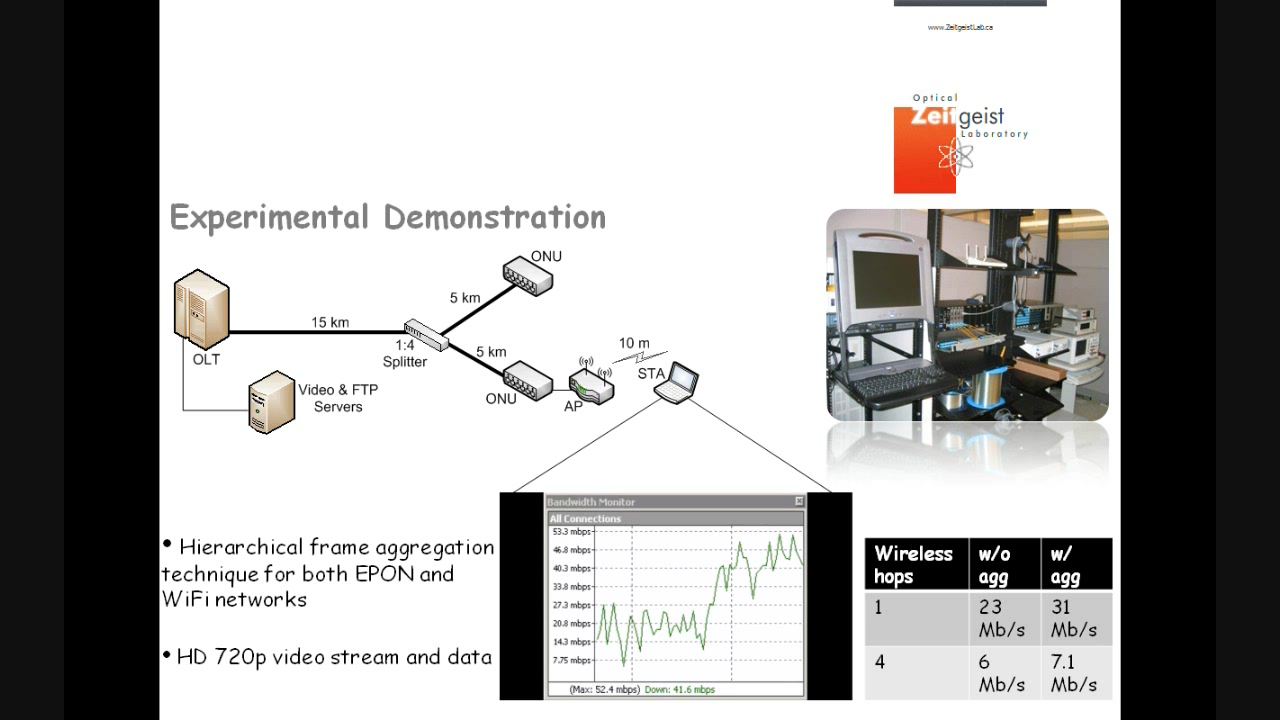 www.ZeitgeistLab.ca
Optical
Zeitgeist
Laboratory
Experimental Demonstration
ONU
5 km
15 km
1:4
Splitter
OLT
5 km
10 m
STA
ONU
AP
Video & FTP
Servers
Bandwidth Monitor
All Connections
53.3 mbps
46.8 mbps
40.3 mbps
33.8 mbps
27.3 mbps
20.8 mbps
14.3 mbps
7.75 mbps
(Max: 52.4 mbps) Down: 41.6 mbps
• Hierarchical frame aggregation
technique for both EPON and
WiFi networks
• HD 720p video stream and data
Wireless hops w/o agg w/ agg
1 23 Mb/s 31 Mb/s
4 6 Mb/s 7.1 Mb/s